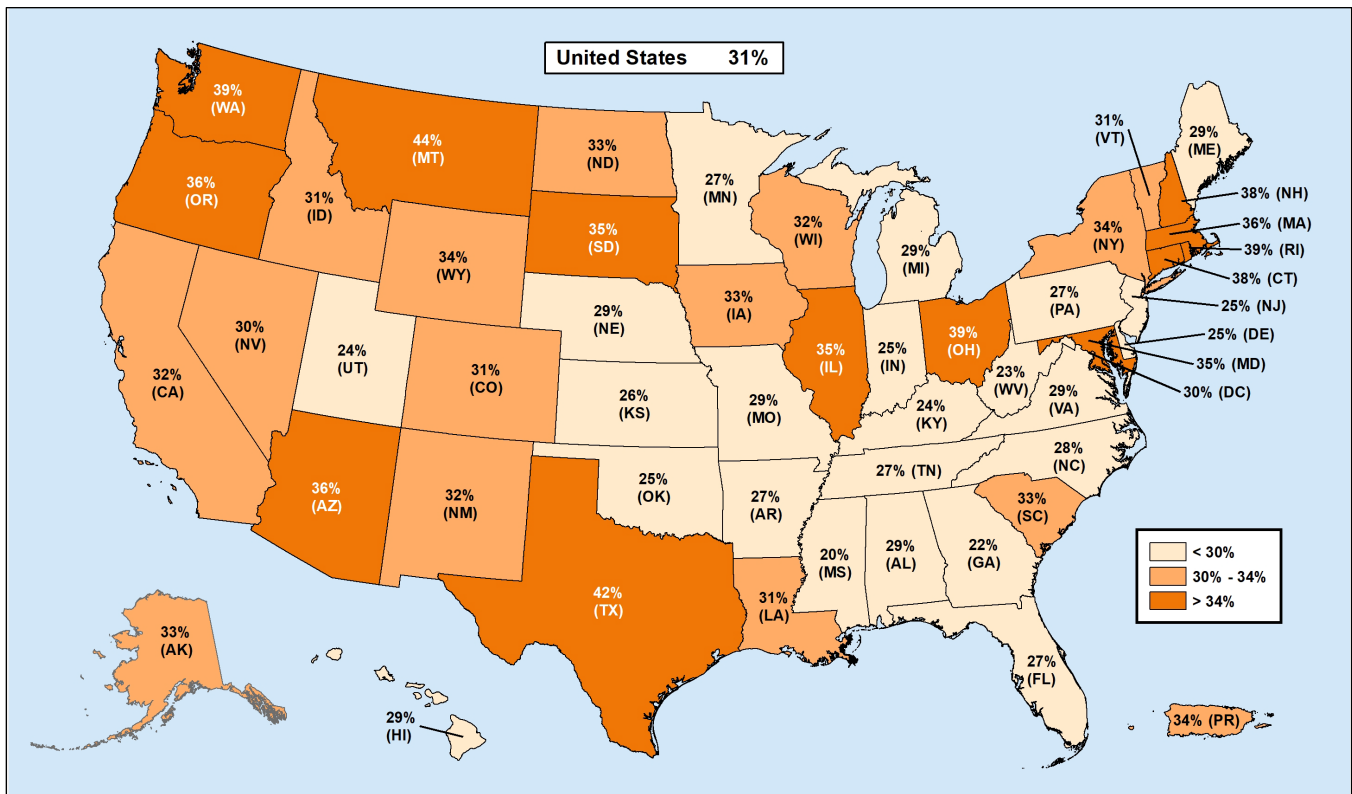 United States 31%
39%
(WA)
44%
(MT)
33%
(ND)
27%
(MN)
31%
(VT)
29%
(ME)
36%
(OR)
31%
(ID)
35%
(SD)
32%
(WI)
29%
(MI)
34%
(NY)
38% (NH)
36% (MA)
39% (RI)
38% (CT)
25% (NJ)
25% (DE)
35% (MD)
30% (DC)
34%
(WY)
33%
(IA)
27%
(PA)
30%
(NV)
24%
(UT)
29%
(NE)
35%
(IL)
25%
(IN)
39%
(OH)
32%
(CA)
31%
(CO)
26%
(KS)
29%
(MO)
23%
(WV)
29%
(VA)
24%
(KY)
28%
(NC)
27% (TN)
36%
(AZ)
32%
(NM)
25%
(OK)
27%
(AR)
33%
(SC)
20%
(MS)
29%
(AL)
22%
(GA)
42%
(TX)
31%
(LA)
27%
(FL)
33%
(AK)
29%
(HI)
34% (PR)
< 30%
30% - 34%
> 34%